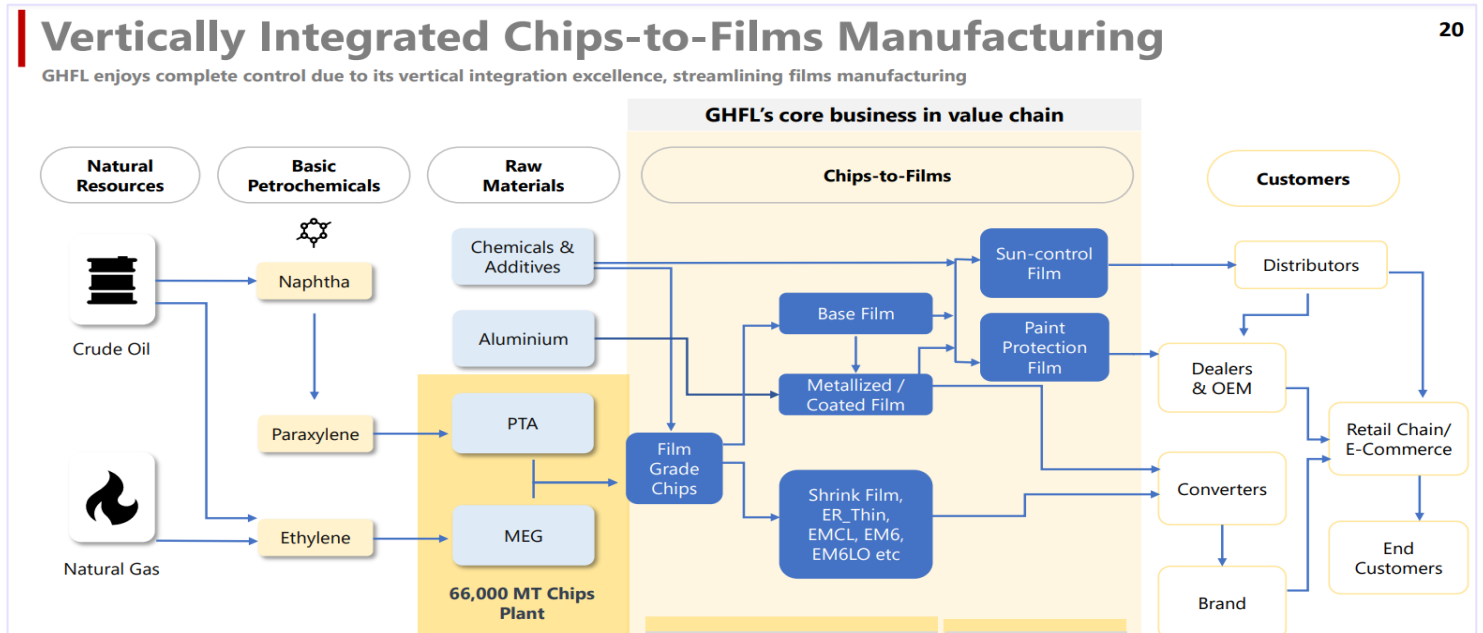 Vertically Integrated Chips-to-Films Manufacturing
20
GHFL enjoys complete control due to its vertical integration excellence, streamlining films manufacturing
GHFL's core business in value chain
Natural
Resources
Basic
Petrochemicals
Raw
Materials
Chips-to-Films
Customers
Crude Oil
Natural Gas
Naphtha
Paraxylene
Ethylene
Chemicals &
Additives
Aluminium
PTA
MEG
66,000 MT Chips
Plant
Film
Grade
Chips
Base Film
Metallized /
Coated Film
Shrink Film,
ER_Thin,
EMCL, EM6,
EM6LO etc
Sun-control
Film
Paint
Protection
Film
Distributors
Dealers
& OEM
Converters
Brand
Retail Chain/
E-Commerce
End
Customers